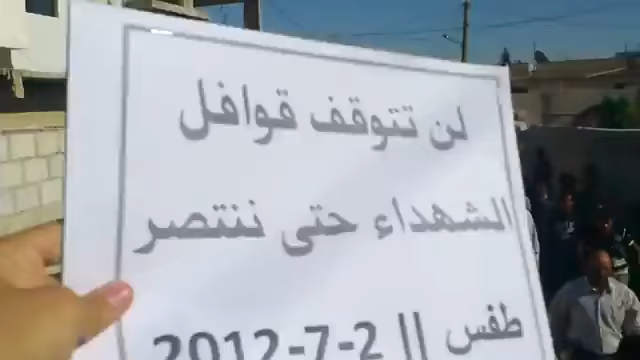 لن تتوقف قوافل
الشهداء حتى ننتصر
طفس || 2-7-2012